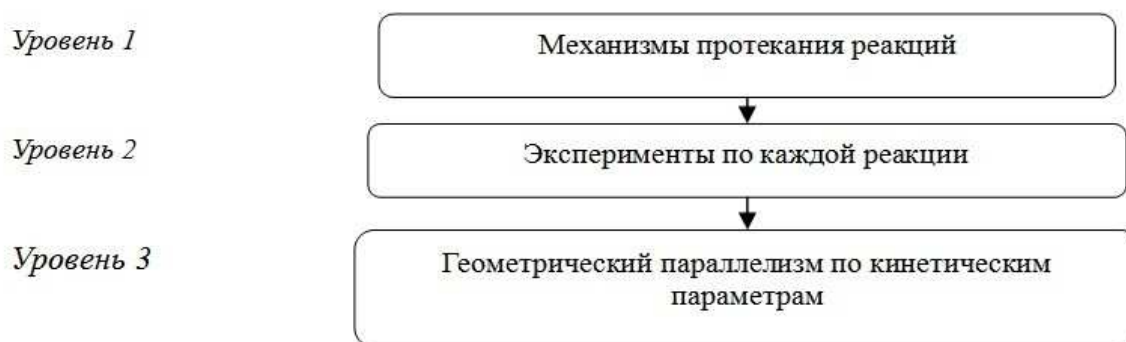 Уровень 1
Механизмы протекания реакций
Уровень 2
Эксперименты по каждой реакции
Уровень 3
Геометрический параллелизм по кинетическим
параметрам